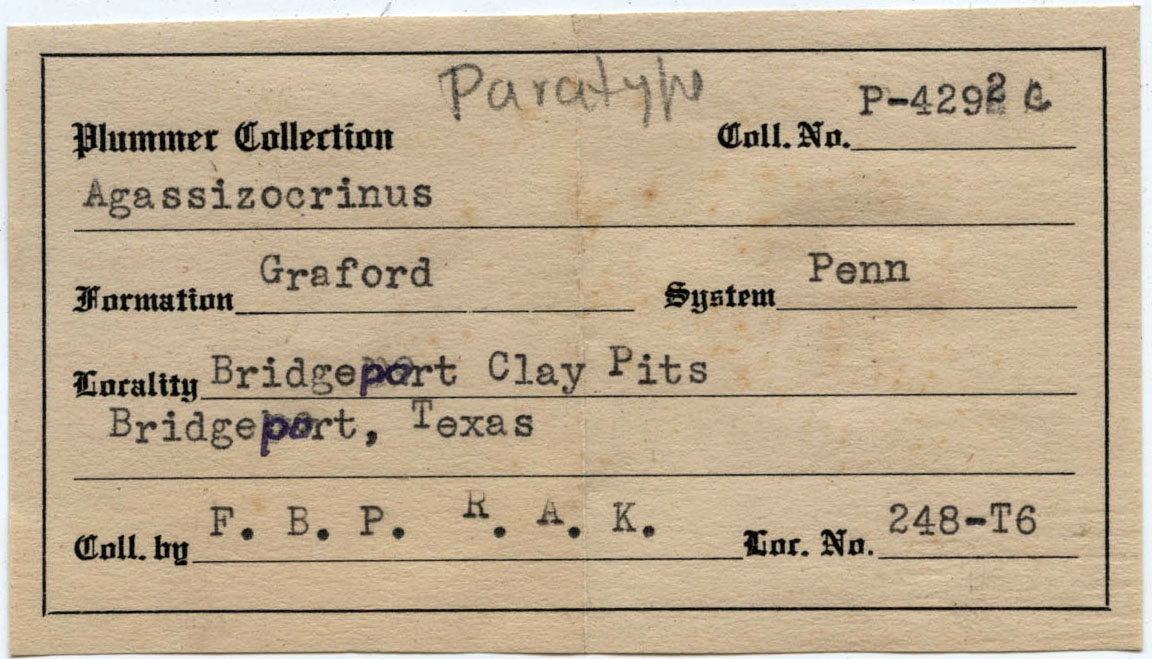 Paratype
Plummer Collection Coll. No. P-4292 c
Agassizocrinus
Formation Graford System Penn
Locality Bridgeport Clay Pits
Bridgeport, Texas
Coll. by F. B. P. R. A. K. Loc. No. 248-T6